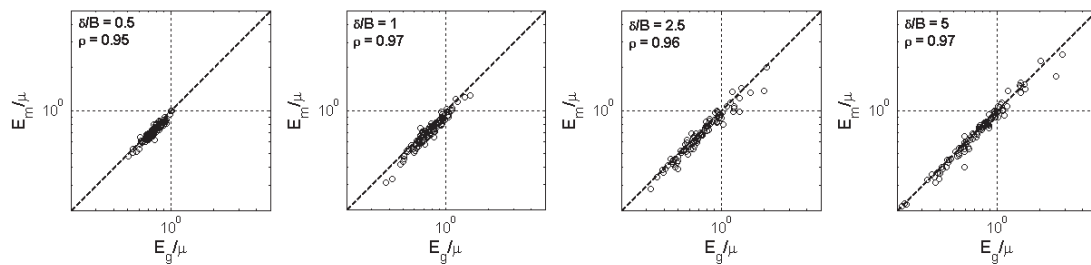 δ/B = 0.5
ρ = 0.95
E_m/μ
10^0
10^0
E_g/μ
δ/B = 1
ρ = 0.97
E_m/μ
10^0
10^0
E_g/μ
δ/B = 2.5
ρ = 0.96
E_m/μ
10^0
10^0
E_g/μ
δ/B = 5
ρ = 0.97
E_m/μ
10^0
10^0
E_g/μ